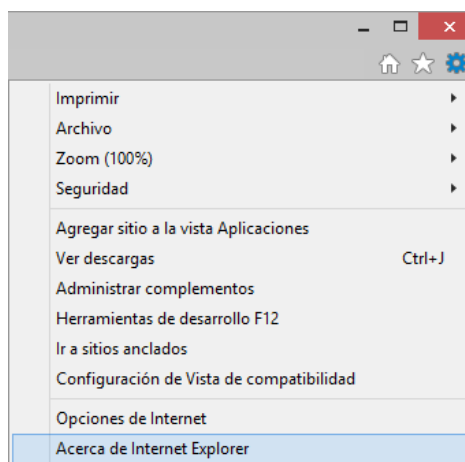 Imprimir
Archivo
Zoom (100%)
Seguridad
Agregar sitio a la vista Aplicaciones
Ver descargas Ctrl+J
Administrar complementos
Herramientas de desarrollo F12
Ir a sitios anclados
Configuración de Vista de compatibilidad
Opciones de Internet
Acerca de Internet Explorer